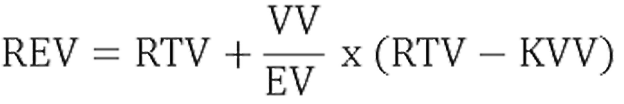 REV = RTV + VV/EV x (RTV − KVV)